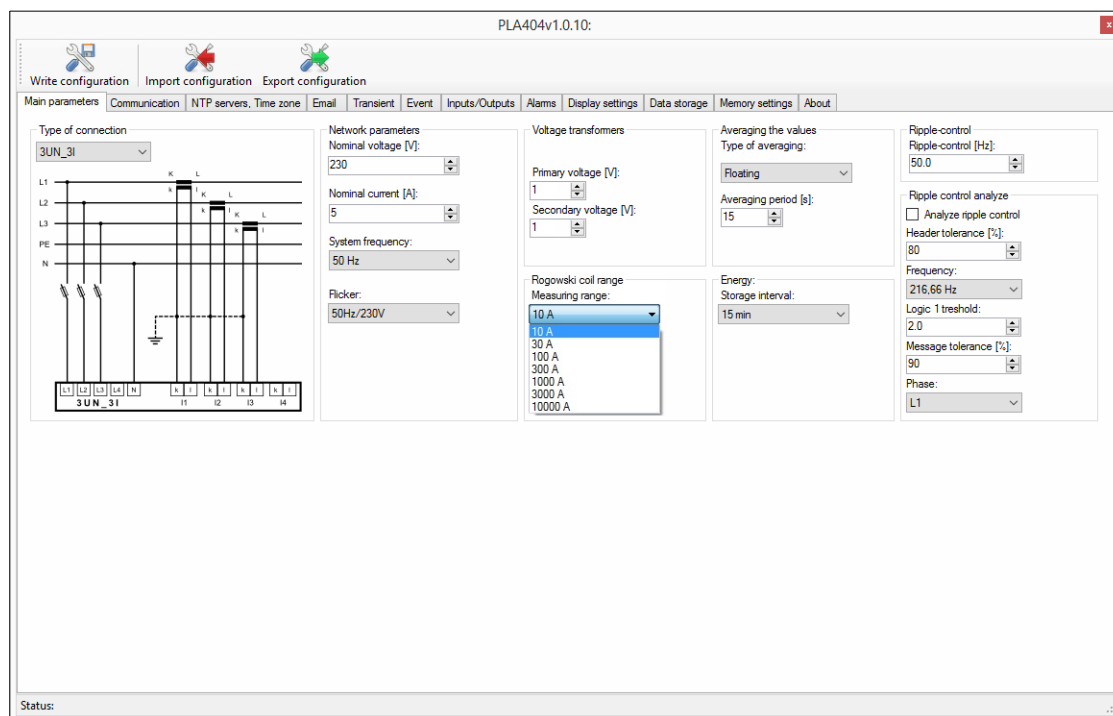 PLA404v1.0.10:
x
Write configuration
Import configuration
Export configuration
Main parameters
Communication
NTP servers, Time zone
Email
Transient
Event
Inputs/Outputs
Alarms
Display settings
Data storage
Memory settings
About
Type of connection
3UN_3I
K L
L1
k l
K L
L2
k l
K L
L3
k l
PE
N
L1 L2 L3 L4 N k l k l k l k l
3UN_3I I1 I2 I3 I4
Network parameters
Nominal voltage [V]:
230
Nominal current [A]:
5
System frequency:
50 Hz
Flicker:
50Hz/230V
Voltage transformers
Primary voltage [V]:
1
Secondary voltage [V]:
1
Rogowski coil range
Measuring range:
10 A
10 A
30 A
100 A
300 A
1000 A
3000 A
10000 A
Averaging the values
Type of averaging:
Floating
Averaging period [s]:
15
Energy:
Storage interval:
15 min
Ripple-control
Ripple-control [Hz]:
50.0
Ripple control analyze
Analyze ripple control
Header tolerance [%]:
80
Frequency:
216,66 Hz
Logic 1 treshold:
2.0
Message tolerance [%]:
90
Phase:
L1
Status: